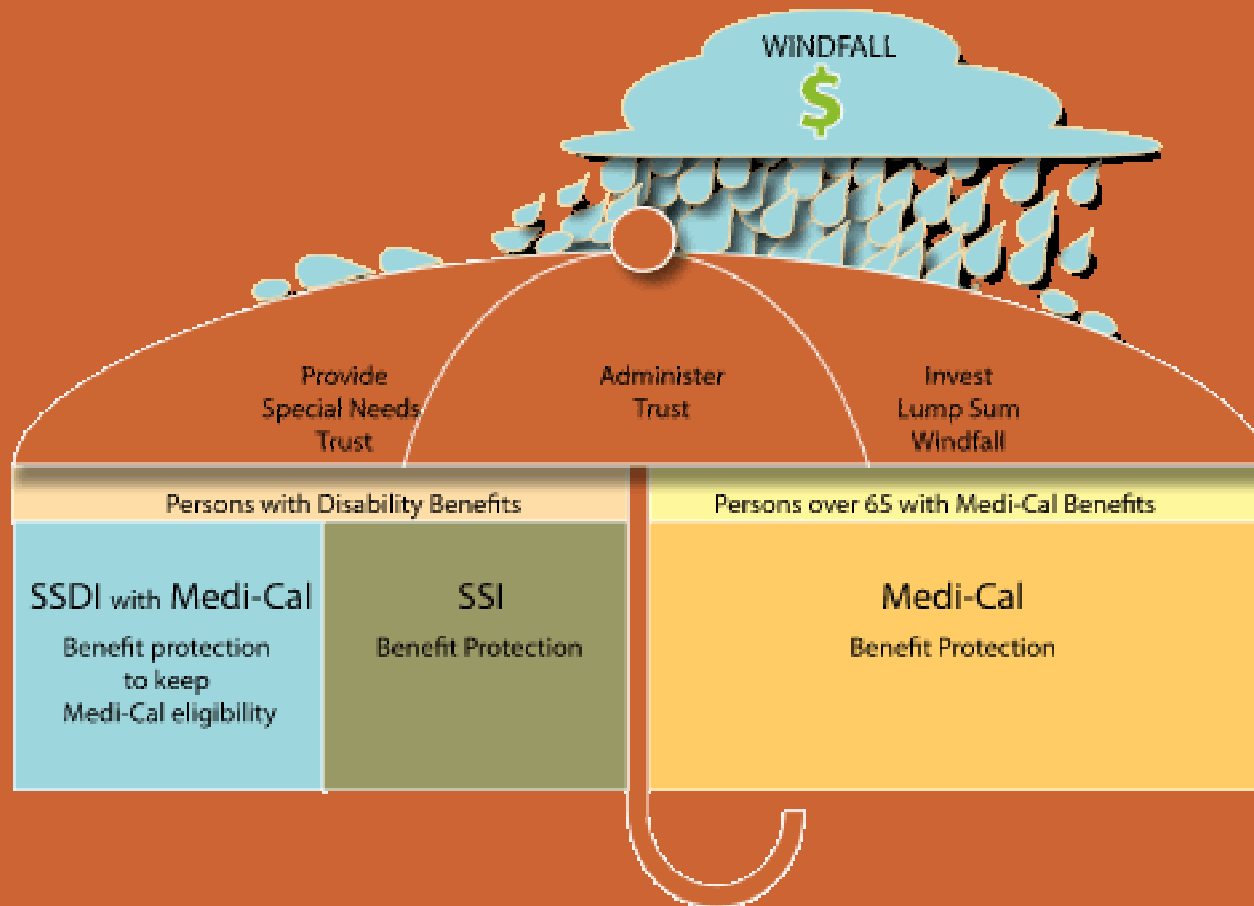 WINDFALL
$
Provide
Special Needs
Trust
Administer
Trust
Invest
Lump Sum
Windfall
Persons with Disability Benefits
Persons over 65 with Medi-Cal Benefits
SSDI with Medi-Cal
Benefit protection
to keep
Medi-Cal eligibility
SSI
Benefit Protection
Medi-Cal
Benefit Protection